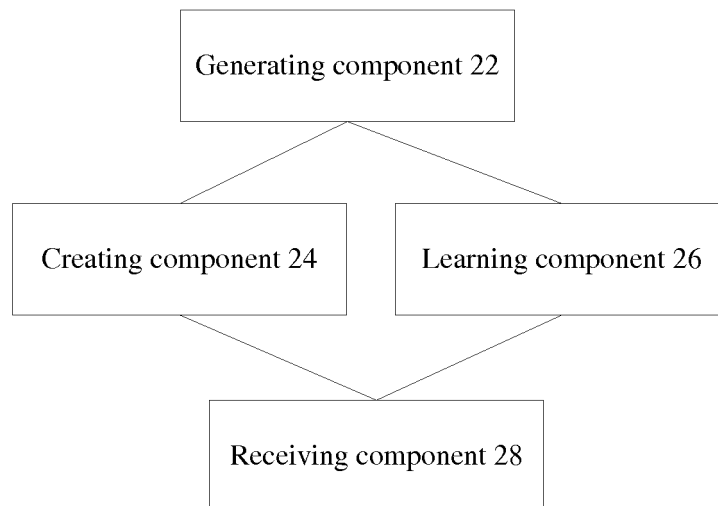 Generating component 22
Creating component 24
Learning component 26
Receiving component 28